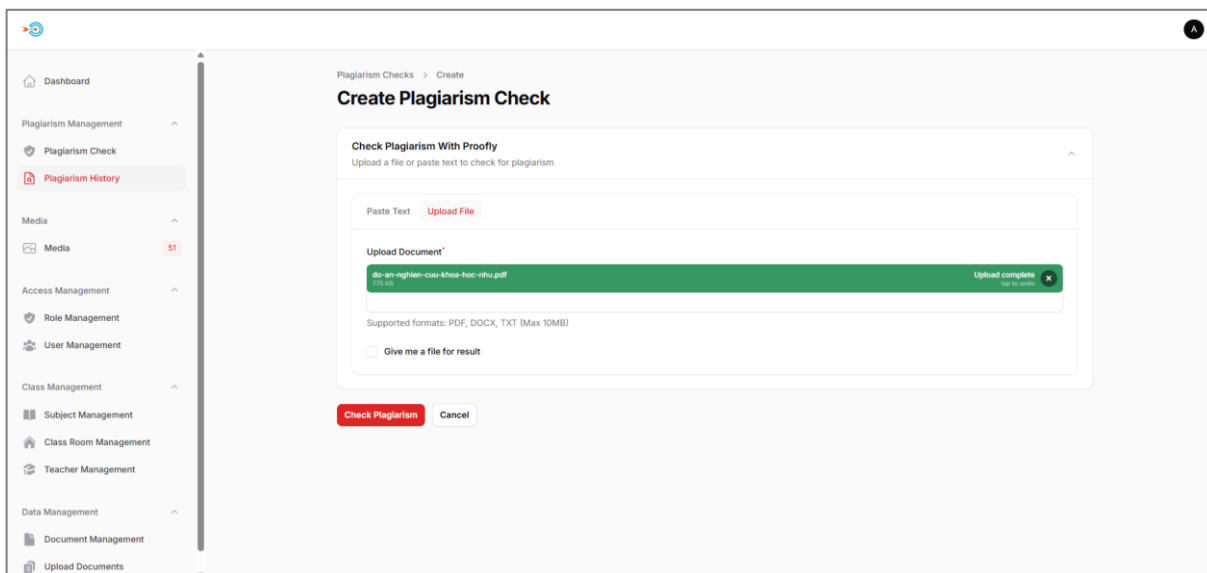 A
Dashboard
Plagiarism Management
Plagiarism Check
Plagiarism History
Media
Media 51
Access Management
Role Management
User Management
Class Management
Subject Management
Class Room Management
Teacher Management
Data Management
Document Management
Upload Documents
Plagiarism Checks > Create
Create Plagiarism Check
Check Plagiarism With Proofly
Upload a file or paste text to check for plagiarism
Paste Text Upload File
Upload Document*
do-an-nghien-cuu-khoa-hoc-nhu.pdf Upload complete
775 KB tap to undo
Supported formats: PDF, DOCX, TXT (Max 10MB)
Give me a file for result
Check Plagiarism Cancel